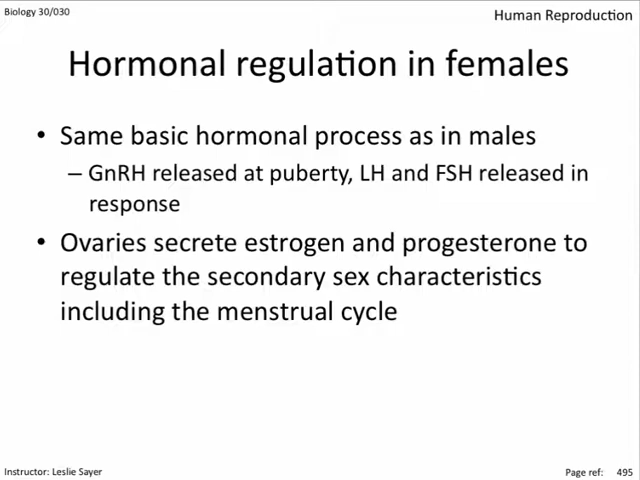 Biology 30/030
Human Reproduction
Hormonal regulation in females
• Same basic hormonal process as in males
– GnRH released at puberty, LH and FSH released in
response
• Ovaries secrete estrogen and progesterone to
regulate the secondary sex characteristics
including the menstrual cycle
Instructor: Leslie Sayer
Page ref: 495